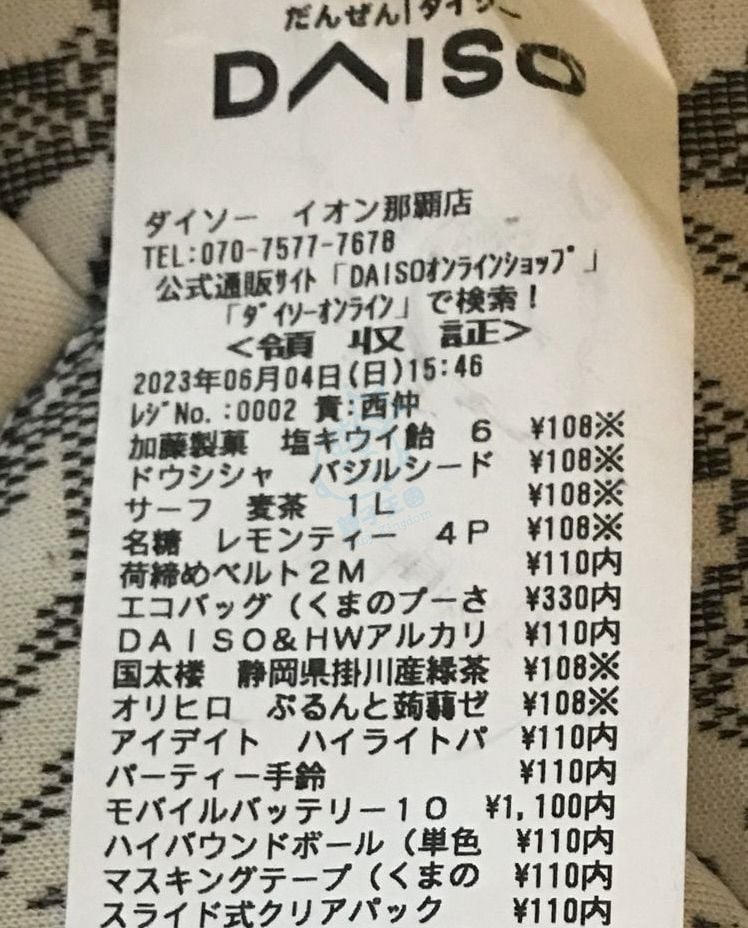 だんぜん!ダイソー
DAISO
ダイソー　イオン那覇店
TEL:070-7577-7678
公式通販ｻｲﾄ「DAISOｵﾝﾗｲﾝｼｮｯﾌﾟ」
「ﾀﾞｲｿｰｵﾝﾗｲﾝ」で検索!
<領　収　証>
2023年06月04日(日)15:46
ﾚｼﾞNo.:0002 責:西仲
加藤製菓　塩キウイ飴　６ ¥108※
ドウシシャ　バジルシード ¥108※
サーフ　麦茶　１Ｌ ¥108※
名糖　レモンティー　４Ｐ ¥108※
荷締めベルト２Ｍ ¥110内
エコバッグ（くまのプーさ ¥330内
ＤＡＩＳＯ＆ＨＷアルカリ ¥110内
国太楼　静岡県掛川産緑茶 ¥108※
オリヒロ　ぷるんと蒟蒻ゼ ¥108※
アイデイト　ハイライトパ ¥110内
パーティー手鈴 ¥110内
モバイルバッテリー１０ ¥1,100内
ハイバウンドボール（単色 ¥110内
マスキングテープ（くまの ¥110内
スライド式クリアパック ¥110内